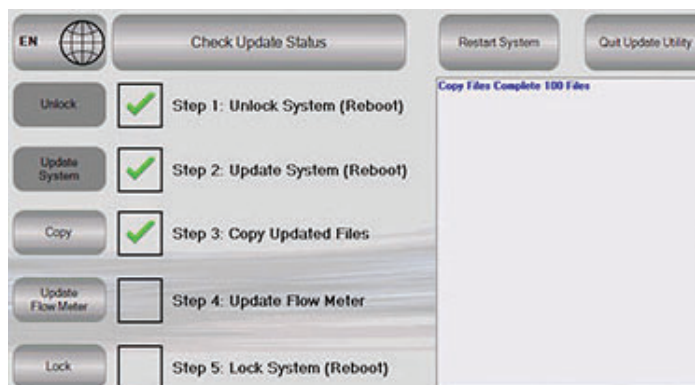 EN
Check Update Status
Restart System
Quit Update Utility
Unlock
Step 1: Unlock System (Reboot)
Copy Files Complete 100 Files
Update
System
Step 2: Update System (Reboot)
Copy
Step 3: Copy Updated Files
Update
Flow Meter
Step 4: Update Flow Meter
Lock
Step 5: Lock System (Reboot)